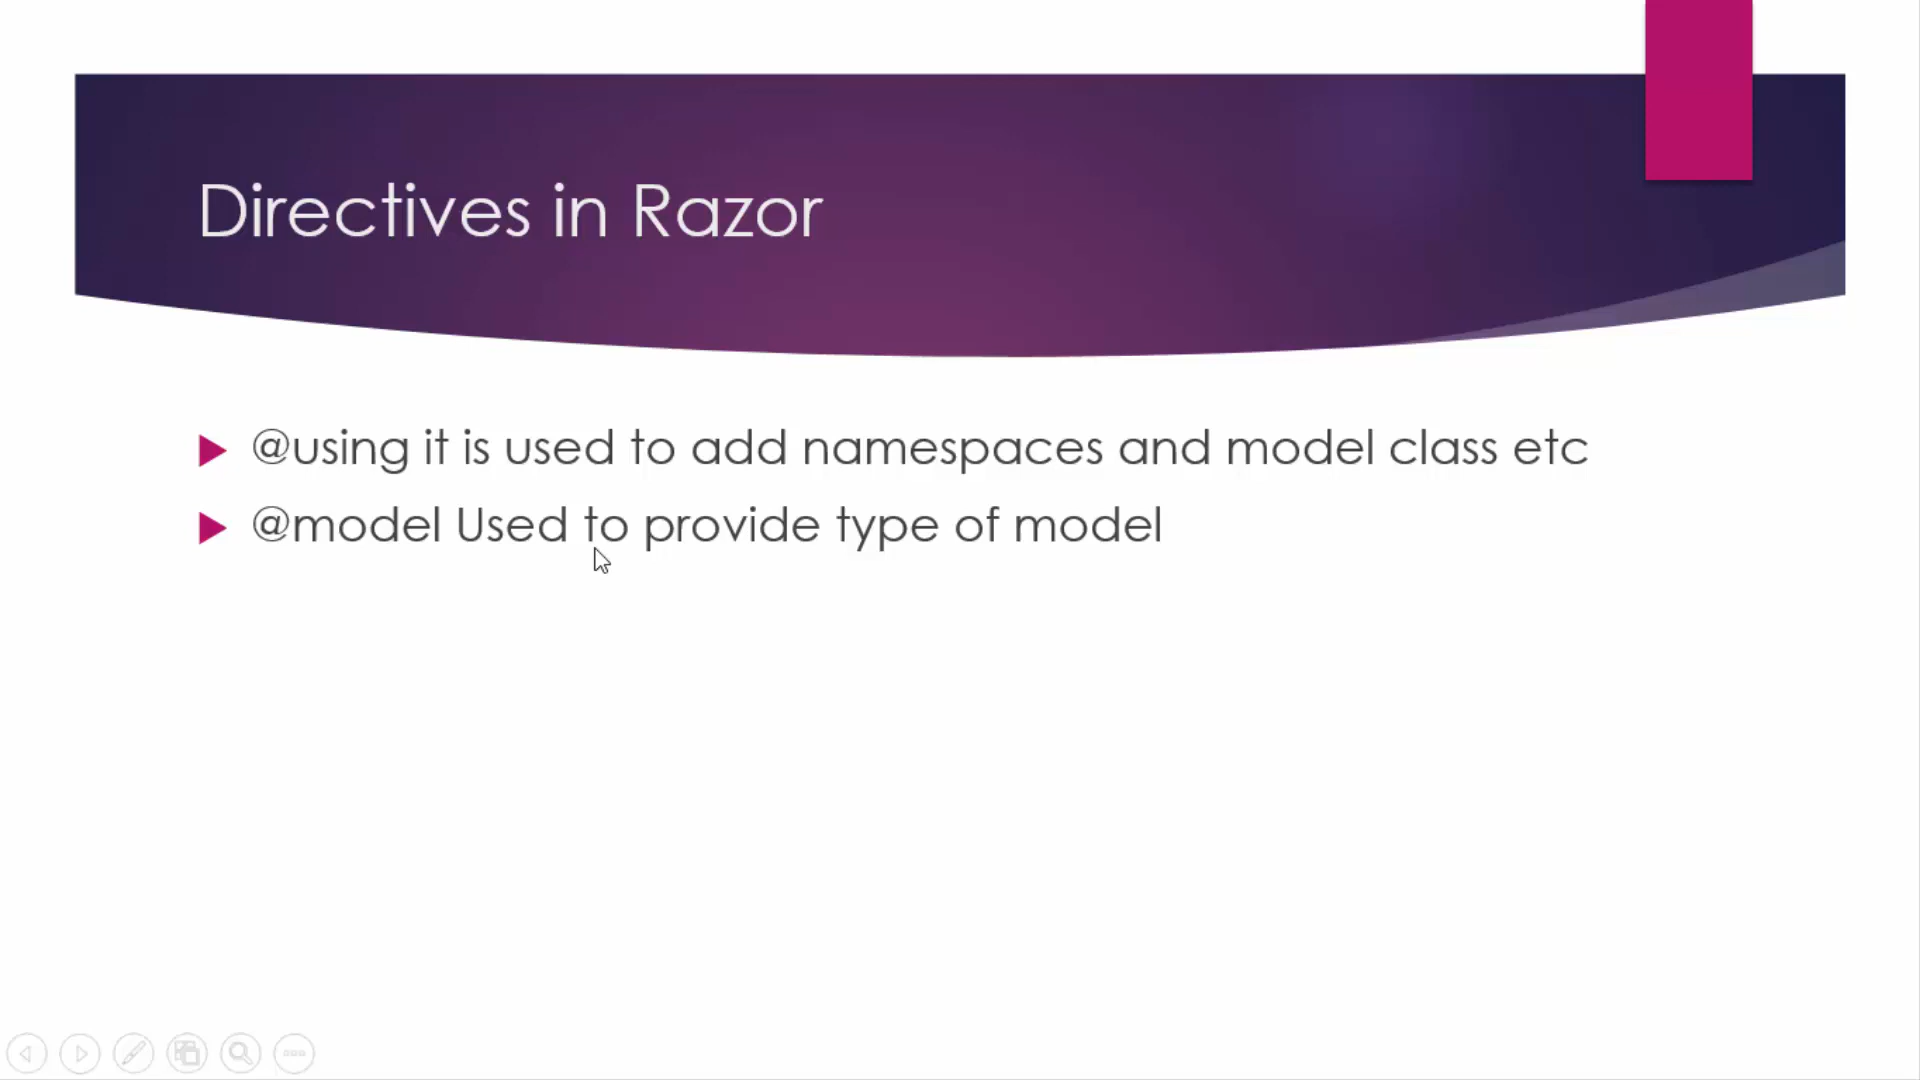 Directives in Razor
@using it is used to add namespaces and model class etc
@model Used to provide type of model